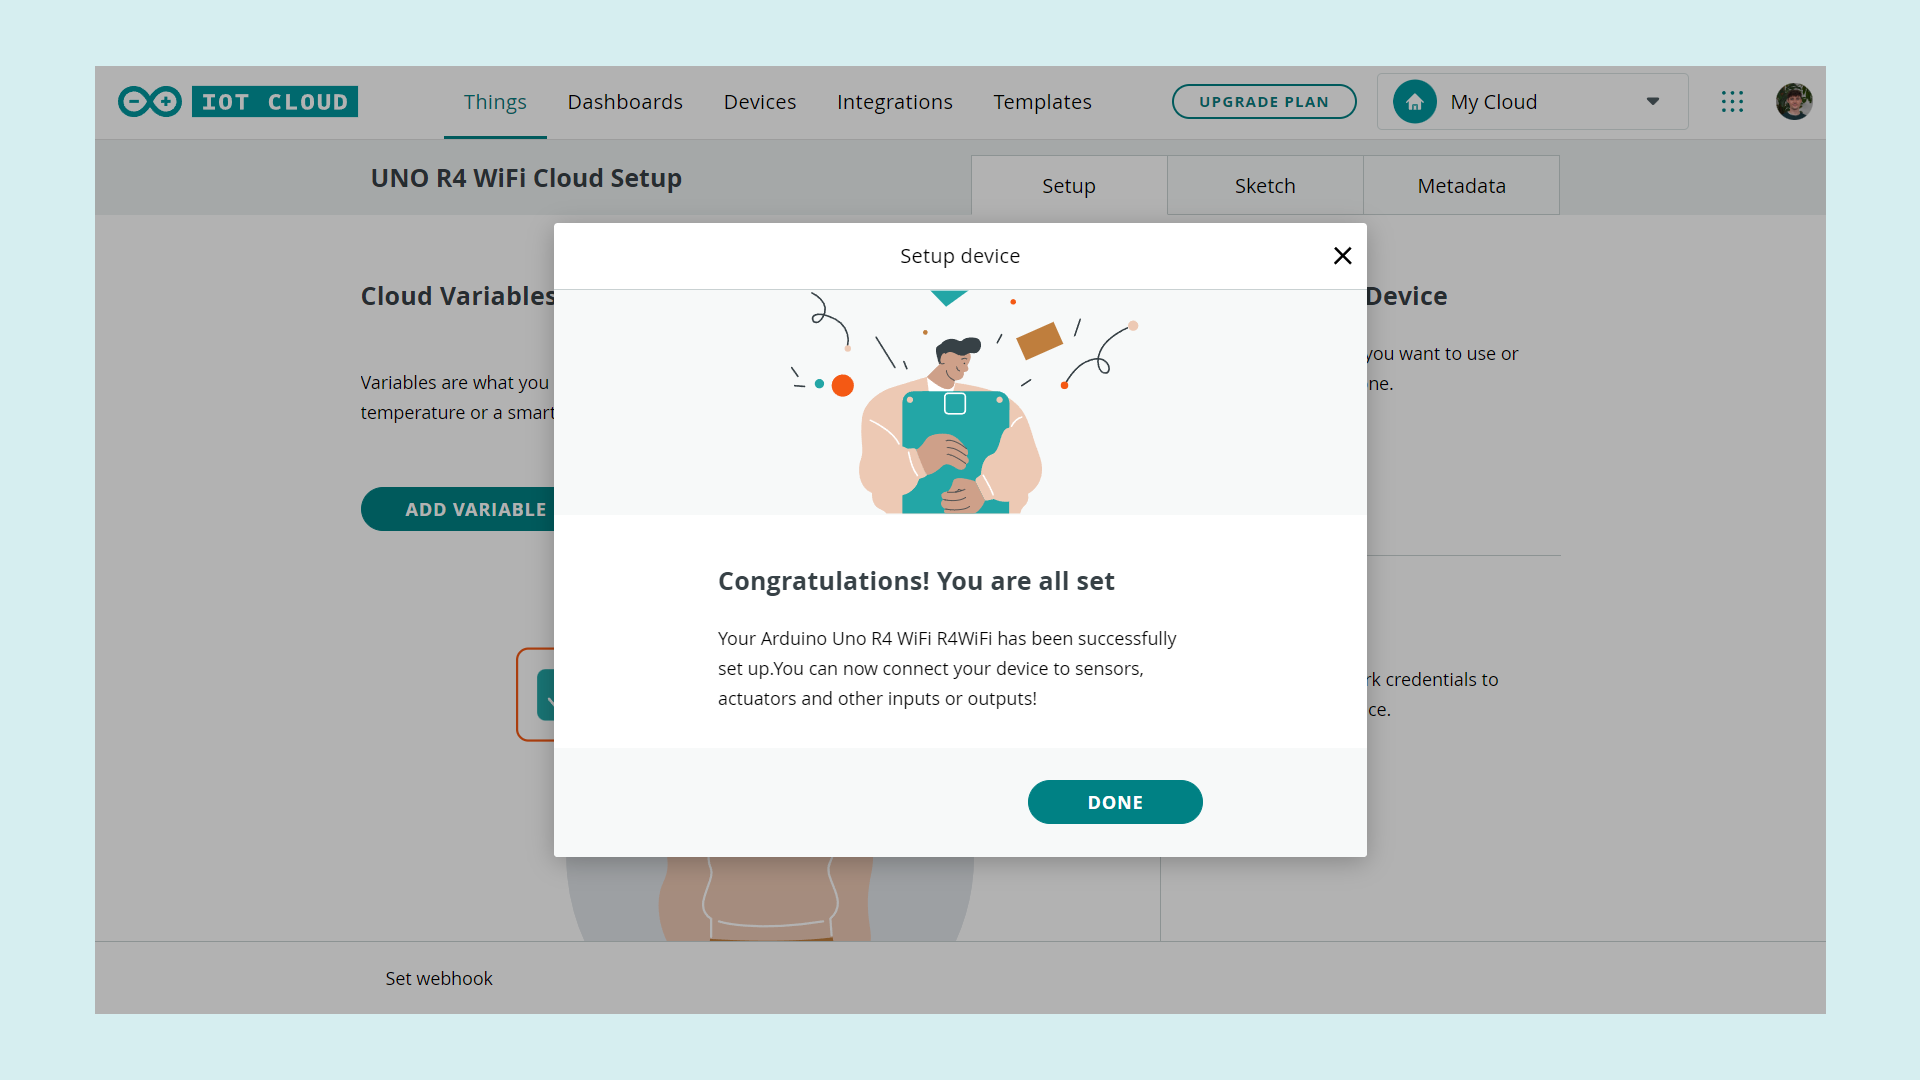 IOT CLOUD
Things
Dashboards
Devices
Integrations
Templates
UPGRADE PLAN
My Cloud
UNO R4 WiFi Cloud Setup
Setup
Sketch
Metadata
Setup device
Cloud Variables
Device
Variables are what you
temperature or a smart
you want to use or
ADD VARIABLE
Congratulations! You are all set
Your Arduino Uno R4 WiFi R4WiFi has been successfully
set up.You can now connect your device to sensors,
actuators and other inputs or outputs!
credentials to
DONE
Set webhook